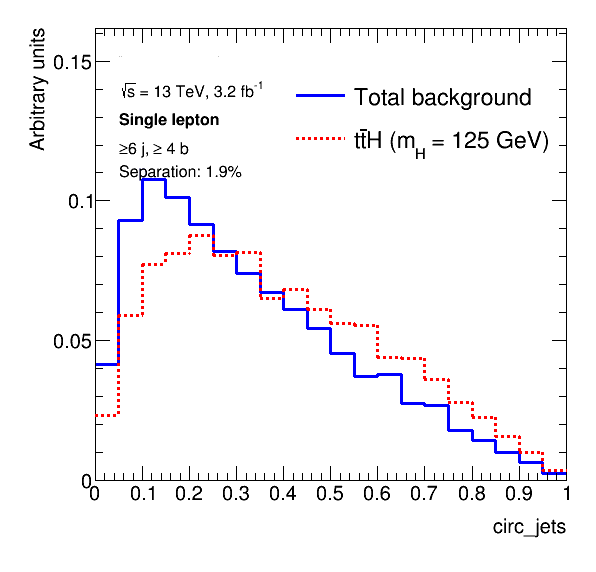 Arbitrary units
0.15
0.1
0.05
0
√s = 13 TeV, 3.2 fb⁻¹
Single lepton
≥6 j, ≥ 4 b
Separation: 1.9%
Total background
tt̄H (m_H = 125 GeV)
0 0.1 0.2 0.3 0.4 0.5 0.6 0.7 0.8 0.9 1
circ_jets